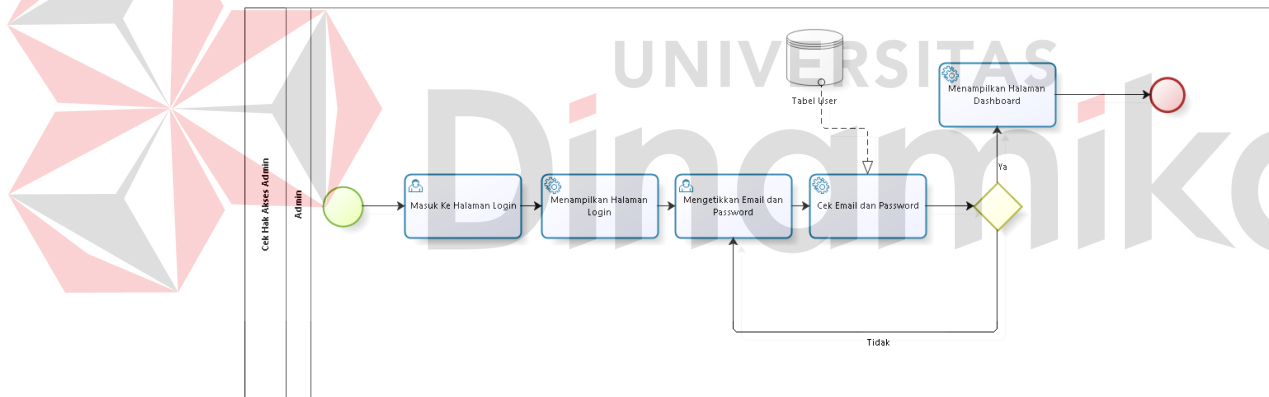 UNIVERSITAS
Dinamika
Cek Hak Akses Admin
Admin
Masuk Ke Halaman Login
Menampilkan Halaman
Login
Mengetikkan Email dan
Password
Cek Email dan Password
Tabel User
Menampilkan Halaman
Dashboard
Ya
Tidak